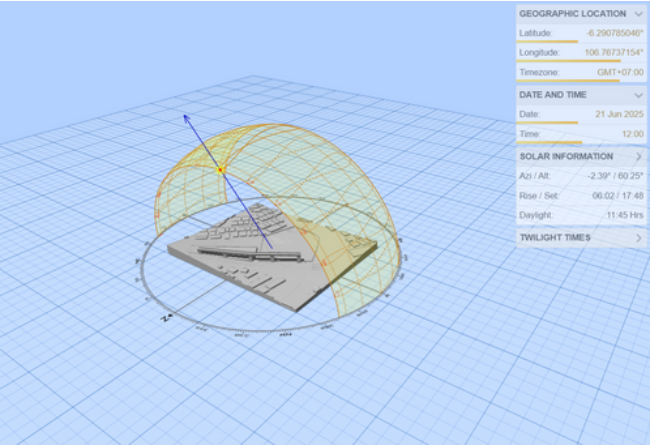 GEOGRAPHIC LOCATION
Latitude: -6.290785046°
Longitude: 106.76737154°
Timezone: GMT+07:00
DATE AND TIME
Date: 21 Jun 2025
Time: 12:00
SOLAR INFORMATION
Azi / Alt: -2.39° / 60.25°
Rise / Set: 06:02 / 17:48
Daylight: 11:45 Hrs
TWILIGHT TIMES